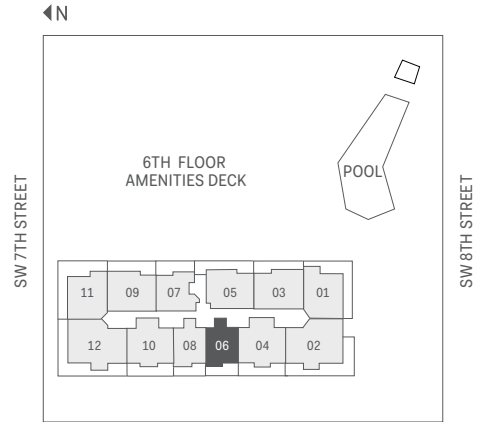 N
6TH FLOOR
AMENITIES DECK
POOL
SW 7TH STREET
SW 8TH STREET
11 09 07 05 03 01
12 10 08 06 04 02